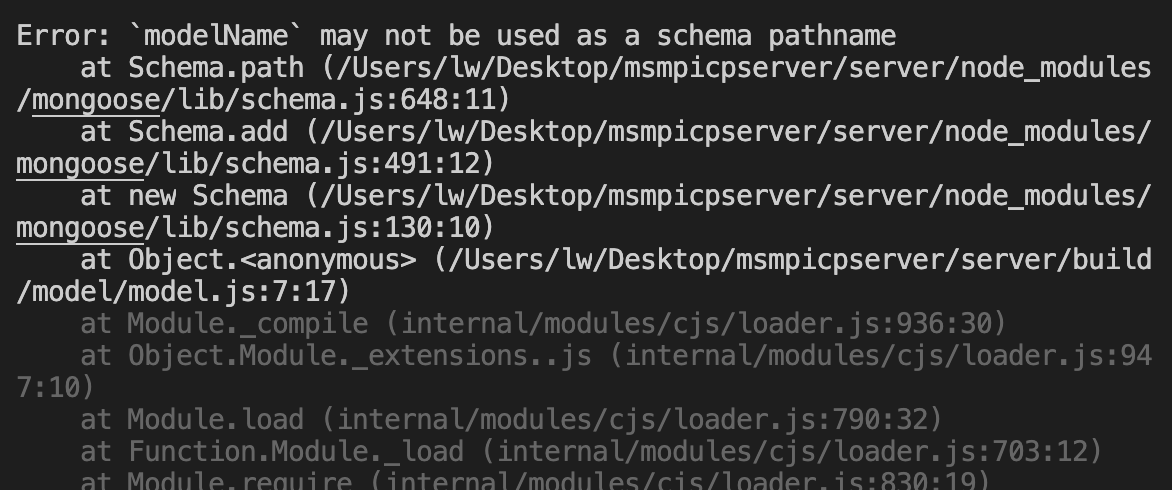 Error: `modelName` may not be used as a schema pathname
    at Schema.path (/Users/lw/Desktop/msmpicpserver/server/node_modules
/mongoose/lib/schema.js:648:11)
    at Schema.add (/Users/lw/Desktop/msmpicpserver/server/node_modules/
mongoose/lib/schema.js:491:12)
    at new Schema (/Users/lw/Desktop/msmpicpserver/server/node_modules/
mongoose/lib/schema.js:130:10)
    at Object.<anonymous> (/Users/lw/Desktop/msmpicpserver/server/build
/model/model.js:7:17)
    at Module._compile (internal/modules/cjs/loader.js:936:30)
    at Object.Module._extensions..js (internal/modules/cjs/loader.js:94
7:10)
    at Module.load (internal/modules/cjs/loader.js:790:32)
    at Function.Module._load (internal/modules/cjs/loader.js:703:12)
    at Module.require (internal/modules/cjs/loader.js:830:19)